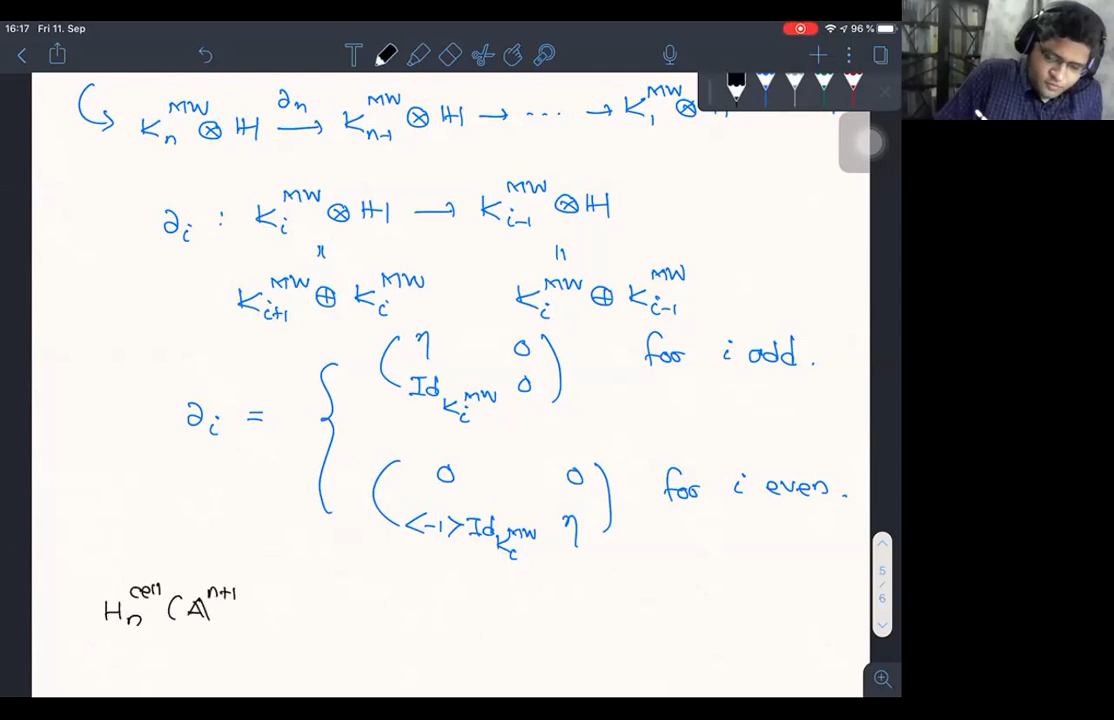 16:17 Fri 11. Sep 96 %
K_n^{MW} ⊗ ℍ —∂_n→ K_{n-1}^{MW} ⊗ ℍ → ... → K_1^{MW} ⊗
∂_i : K_i^{MW} ⊗ ℍ → K_{i-1}^{MW} ⊗ ℍ
K_{i+1}^{MW} ⊕ K_i^{MW} K_i^{MW} ⊕ K_{i-1}^{MW}
( η 0 ) for i odd.
( Id_{K_i^{MW}} 0 )
∂_i = {
( 0 0 ) for i even.
( <-1> Id_{K_i^{MW}} η )
H_n^{cell} (𝔸^{n+1}
5
/
6